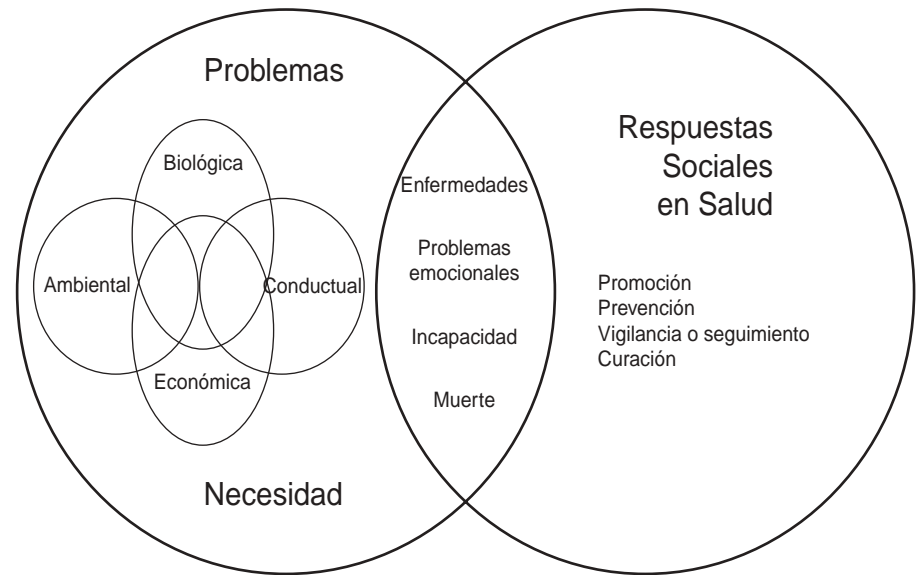 Problemas
Biológica
Ambiental
Conductual
Económica
Necesidad
Enfermedades
Problemas
emocionales
Incapacidad
Muerte
Respuestas
Sociales
en Salud
Promoción
Prevención
Vigilancia o seguimiento
Curación